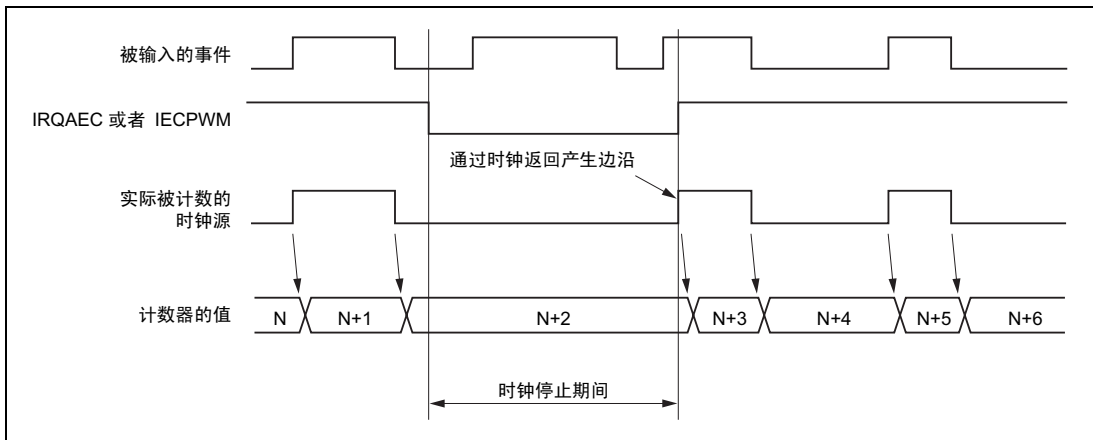 被输入的事件
IRQAEC 或者 IECPWM
通过时钟返回产生边沿
实际被计数的
时钟源
计数器的值
N
N+1
N+2
N+3
N+4
N+5
N+6
时钟停止期间